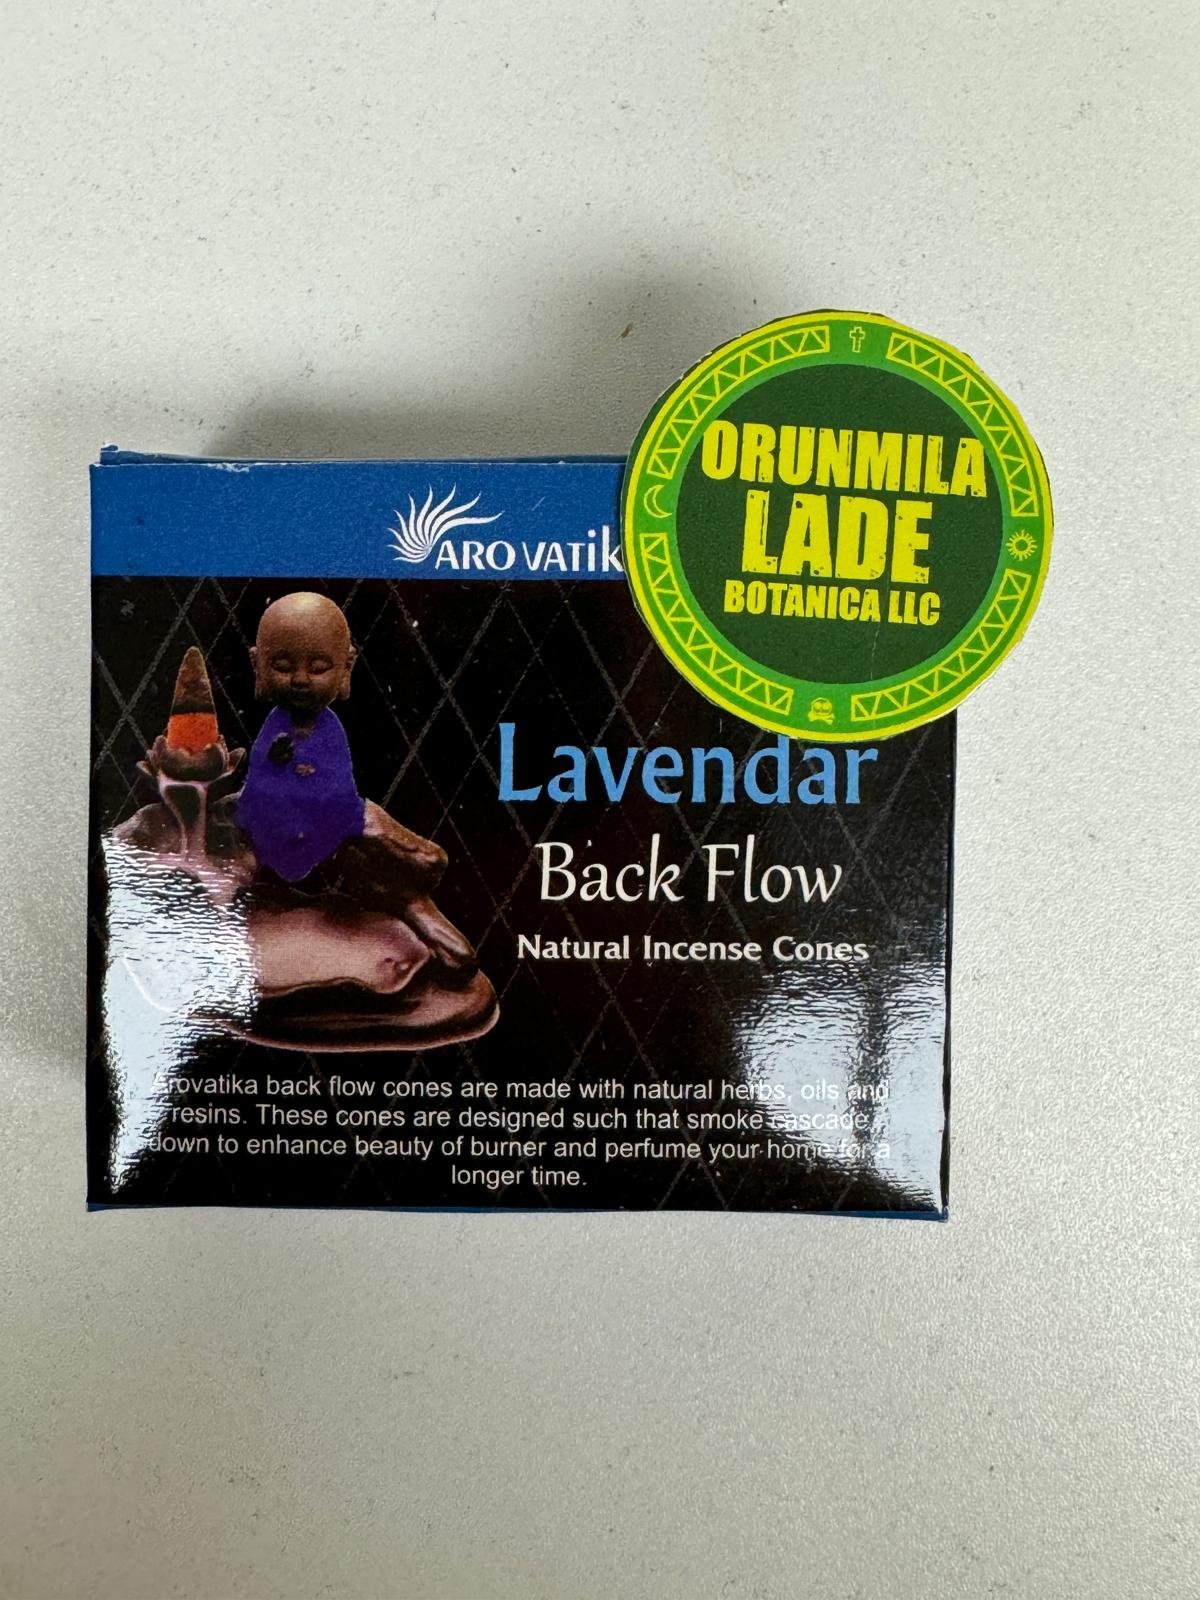 ORUNMILA
LADE
BOTANICA LLC
AROVATIK
Lavendar
Back Flow
Natural Incense Cones
Arovatika back flow cones are made with natural herbs, oils and
resins. These cones are designed such that smoke cascade
down to enhance beauty of burner and perfume your home for a
longer time.